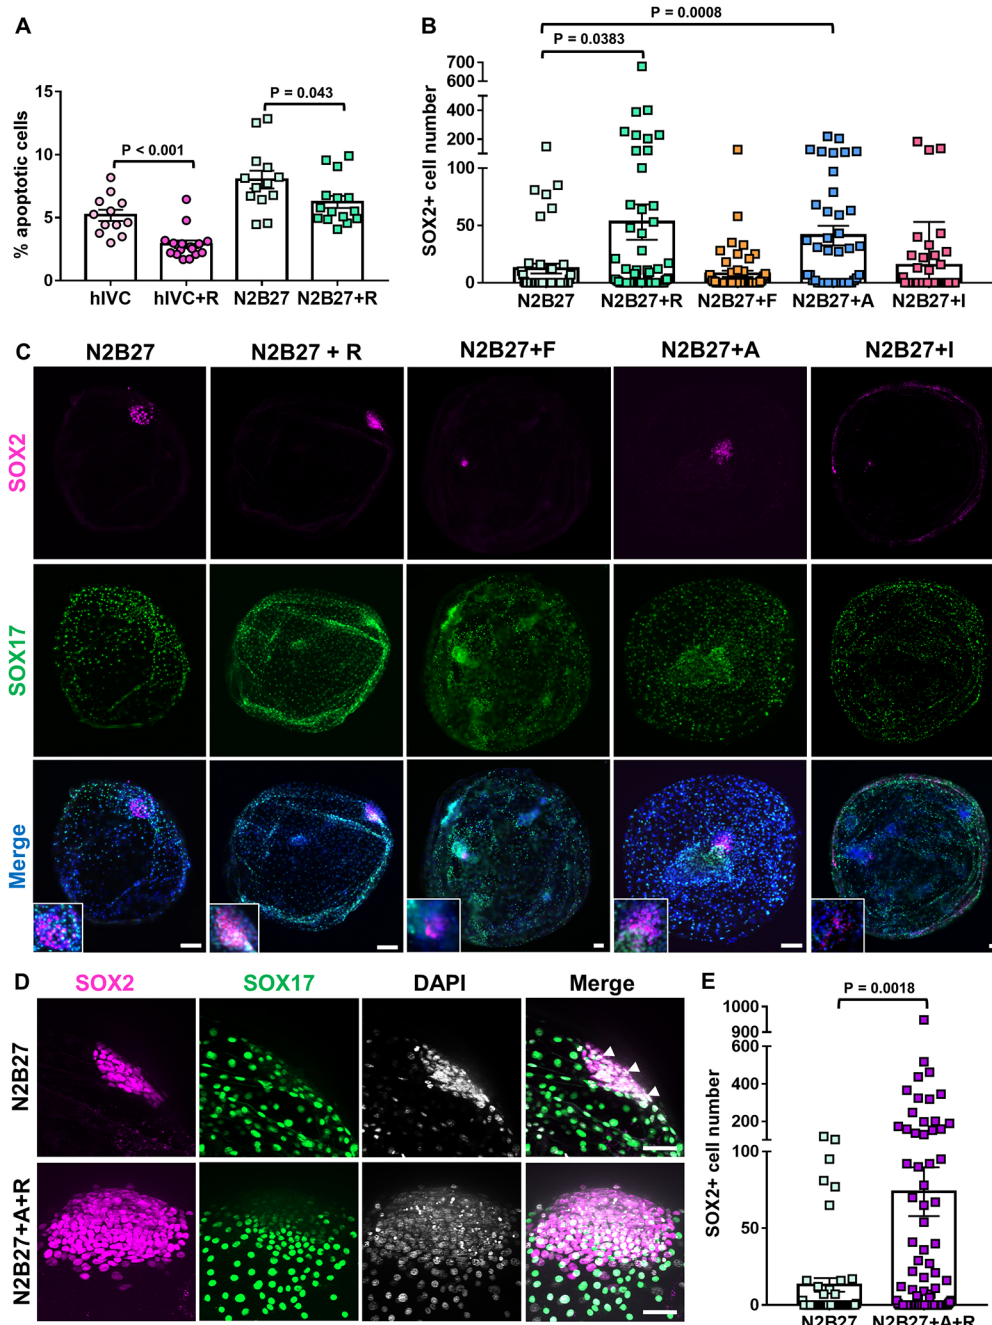 A
P < 0.001
P = 0.043
% apoptotic cells
15
10
5
0
hIVC
hIVC+R
N2B27
N2B27+R
B
P = 0.0008
P = 0.0383
SOX2+ cell number
700
600
400
200
100
50
0
N2B27
N2B27+R
N2B27+F
N2B27+A
N2B27+I
C
N2B27
N2B27 + R
N2B27+F
N2B27+A
N2B27+I
SOX2
SOX17
Merge
D
SOX2
SOX17
DAPI
Merge
N2B27
N2B27+A+R
E
P = 0.0018
SOX2+ cell number
1000
900
600
400
200
100
50
0
N2B27
N2B27+A+R